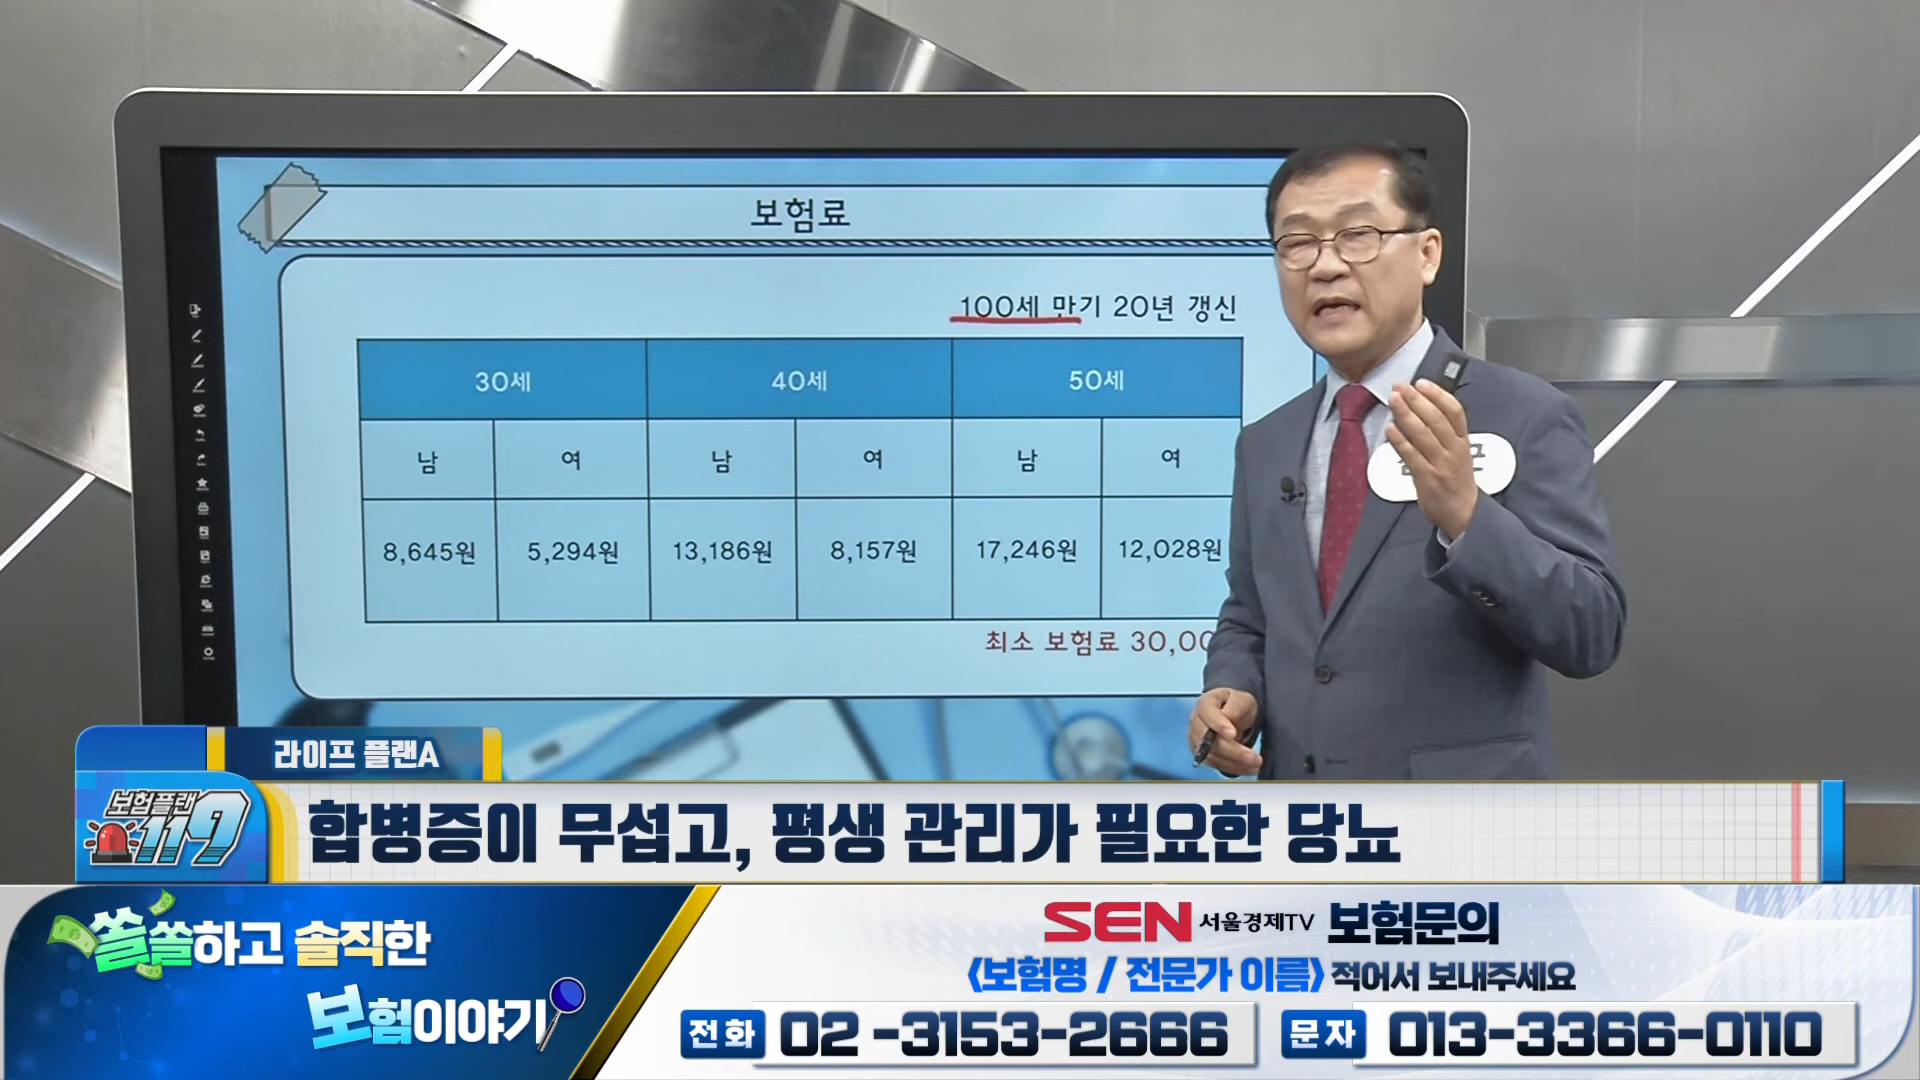 보험료
100세 만기 20년 갱신
30세 40세 50세
남 여 남 여 남 여
8,645원 5,294원 13,186원 8,157원 17,246원 12,028원
최소 보험료 30,00
라이프 플랜A
보험플랜
119
합병증이 무섭고, 평생 관리가 필요한 당뇨
쏠쏠하고 솔직한
보험이야기
SEN 서울경제TV 보험문의
〈보험명 / 전문가 이름〉 적어서 보내주세요
전화 02-3153-2666 문자 013-3366-0110